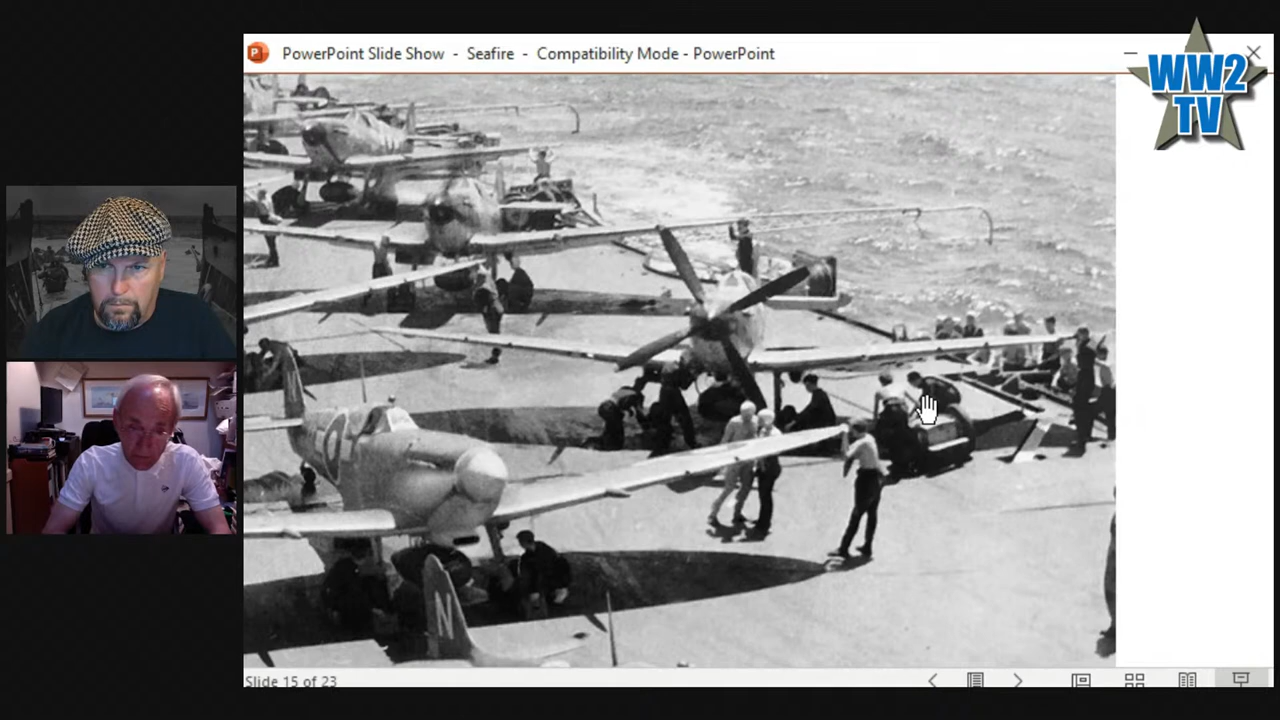 PowerPoint Slide Show - Seafire - Compatibility Mode - PowerPoint
WW2
TV
N
Slide 15 of 23